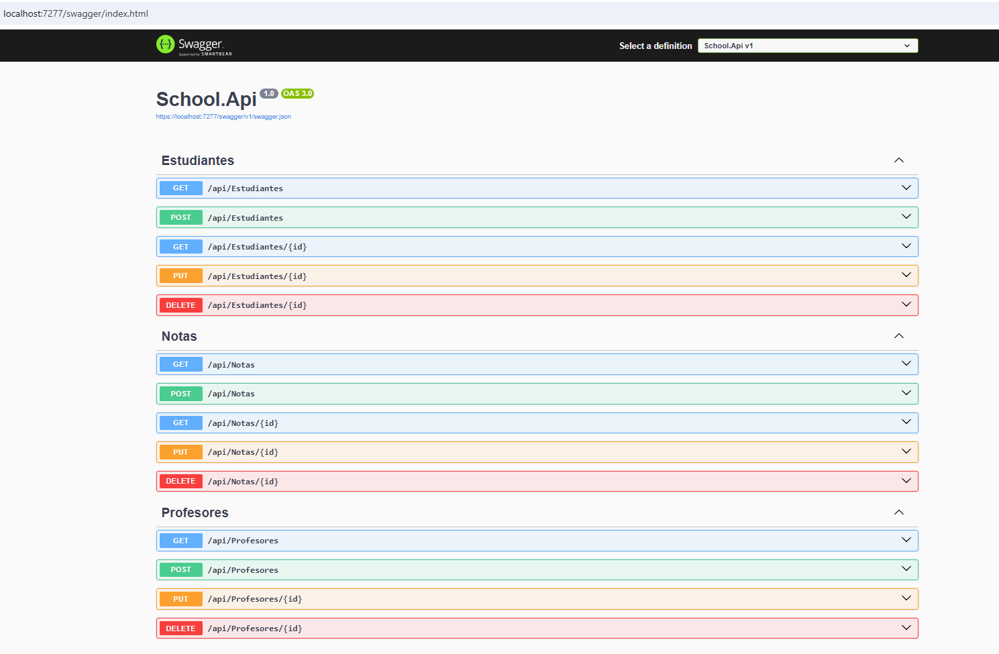 localhost:7277/swagger/index.html
Swagger
Supported by SMARTBEAR
Select a definition
School.Api v1
School.Api 1.0 OAS 3.0
https://localhost:7277/swagger/v1/swagger.json
Estudiantes
GET /api/Estudiantes
POST /api/Estudiantes
GET /api/Estudiantes/{id}
PUT /api/Estudiantes/{id}
DELETE /api/Estudiantes/{id}
Notas
GET /api/Notas
POST /api/Notas
GET /api/Notas/{id}
PUT /api/Notas/{id}
DELETE /api/Notas/{id}
Profesores
GET /api/Profesores
POST /api/Profesores
PUT /api/Profesores/{id}
DELETE /api/Profesores/{id}